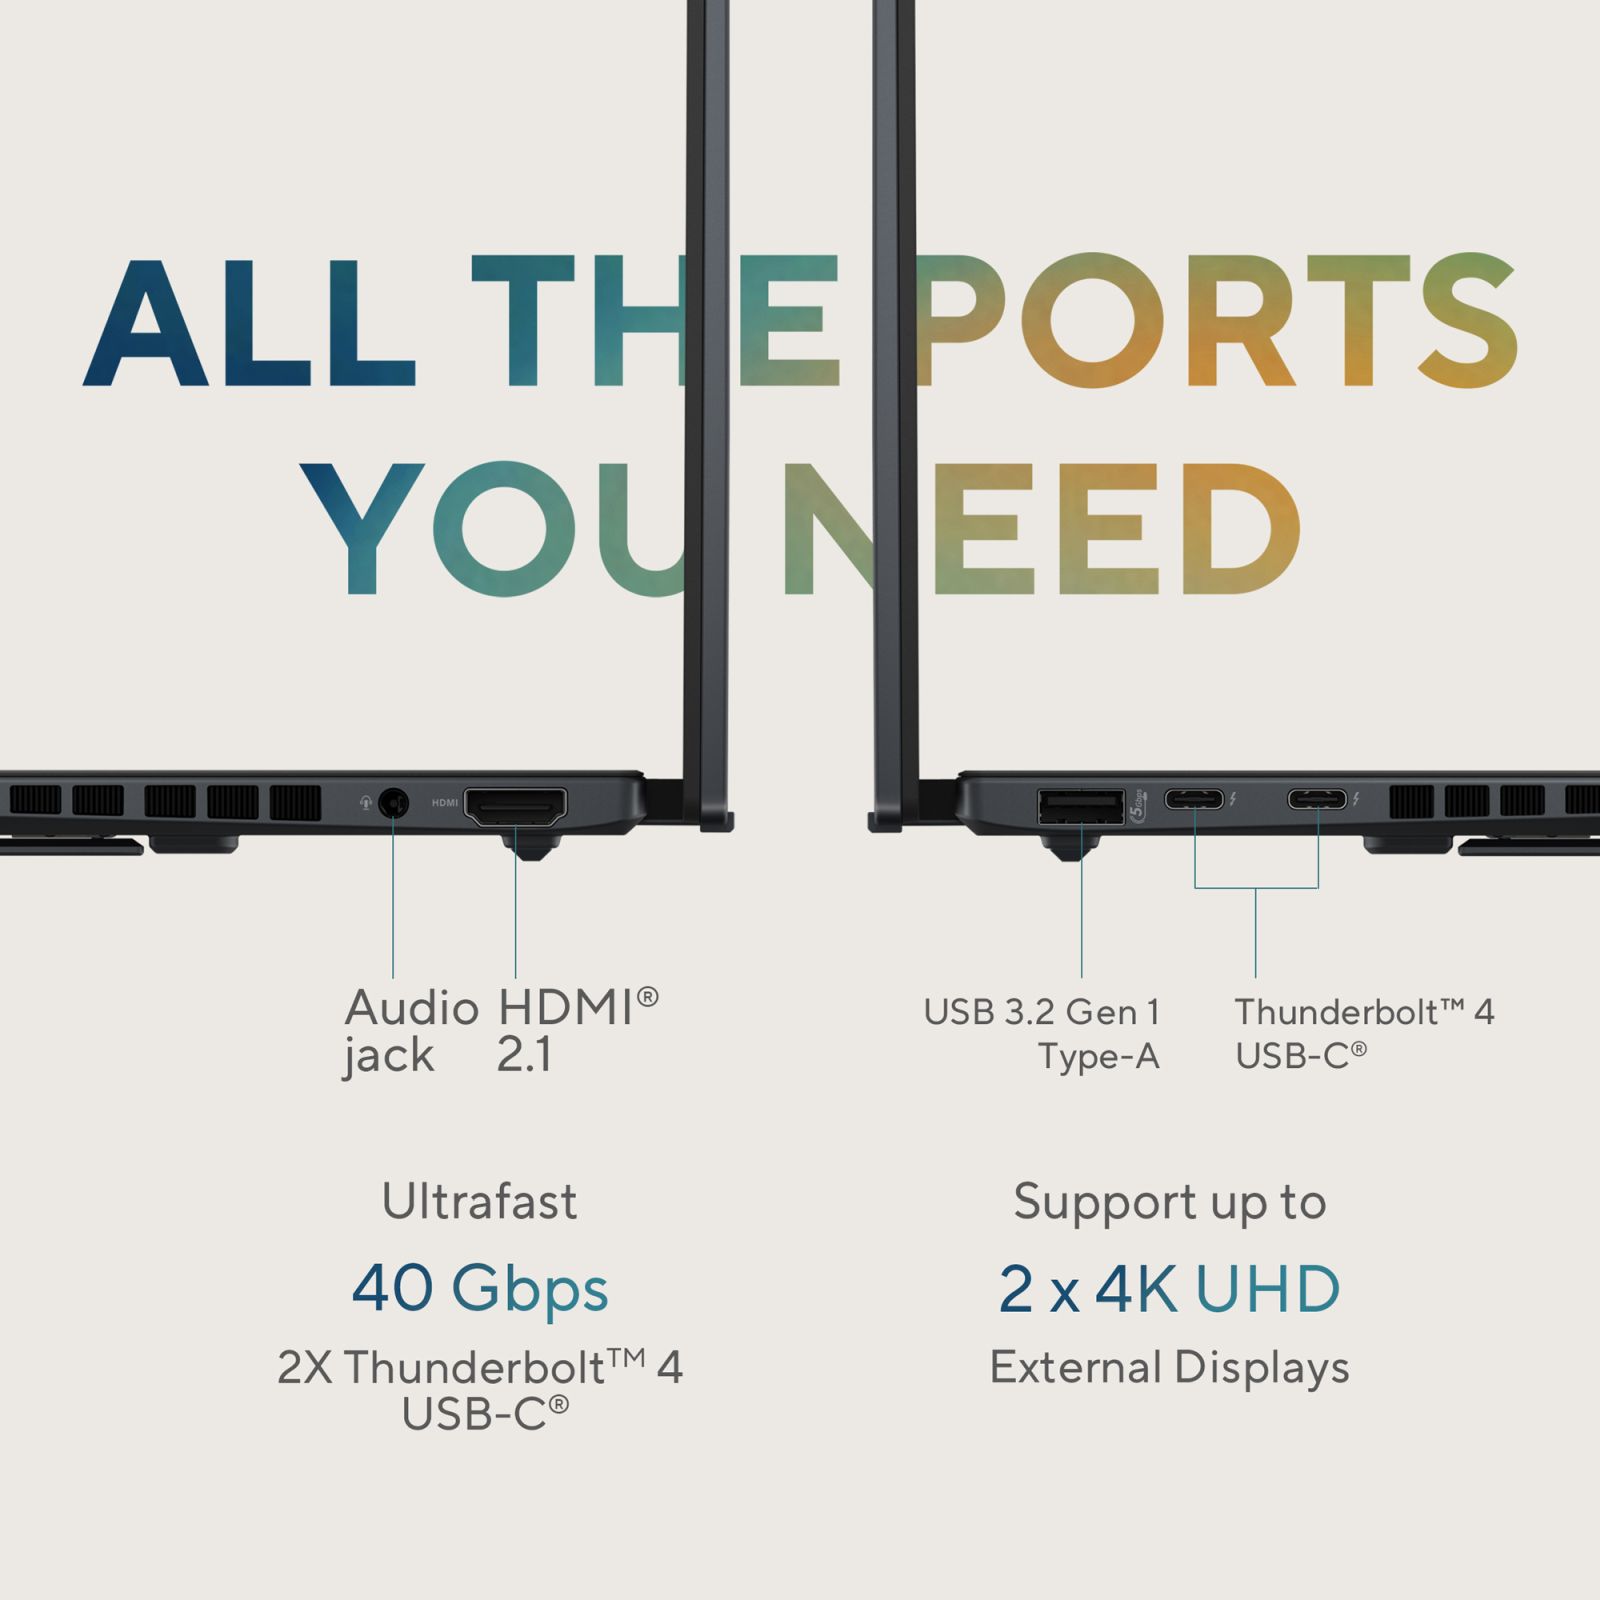 ALL THE PORTS
YOU NEED
HDMI
5Gbps
Audio jack
HDMI® 2.1
USB 3.2 Gen 1
Type-A
Thunderbolt™ 4
USB-C®
Ultrafast
40 Gbps
2X Thunderbolt™ 4
USB-C®
Support up to
2 x 4K UHD
External Displays